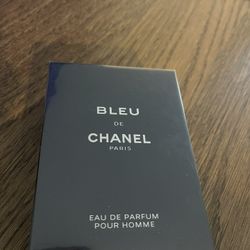 BLEU
DE
CHANEL
PARIS
EAU DE PARFUM
POUR HOMME